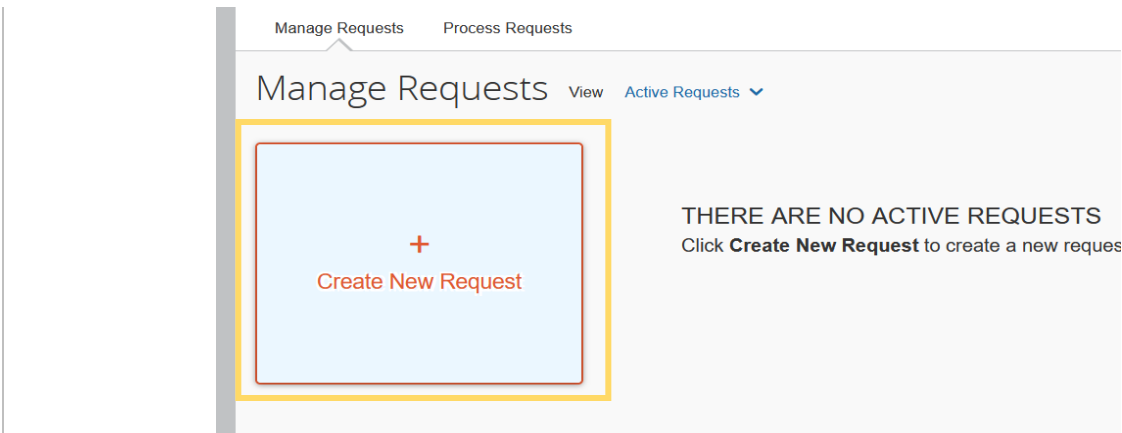 Manage Requests Process Requests
Manage Requests View Active Requests
THERE ARE NO ACTIVE REQUESTS
Click Create New Request to create a new reques
+
Create New Request